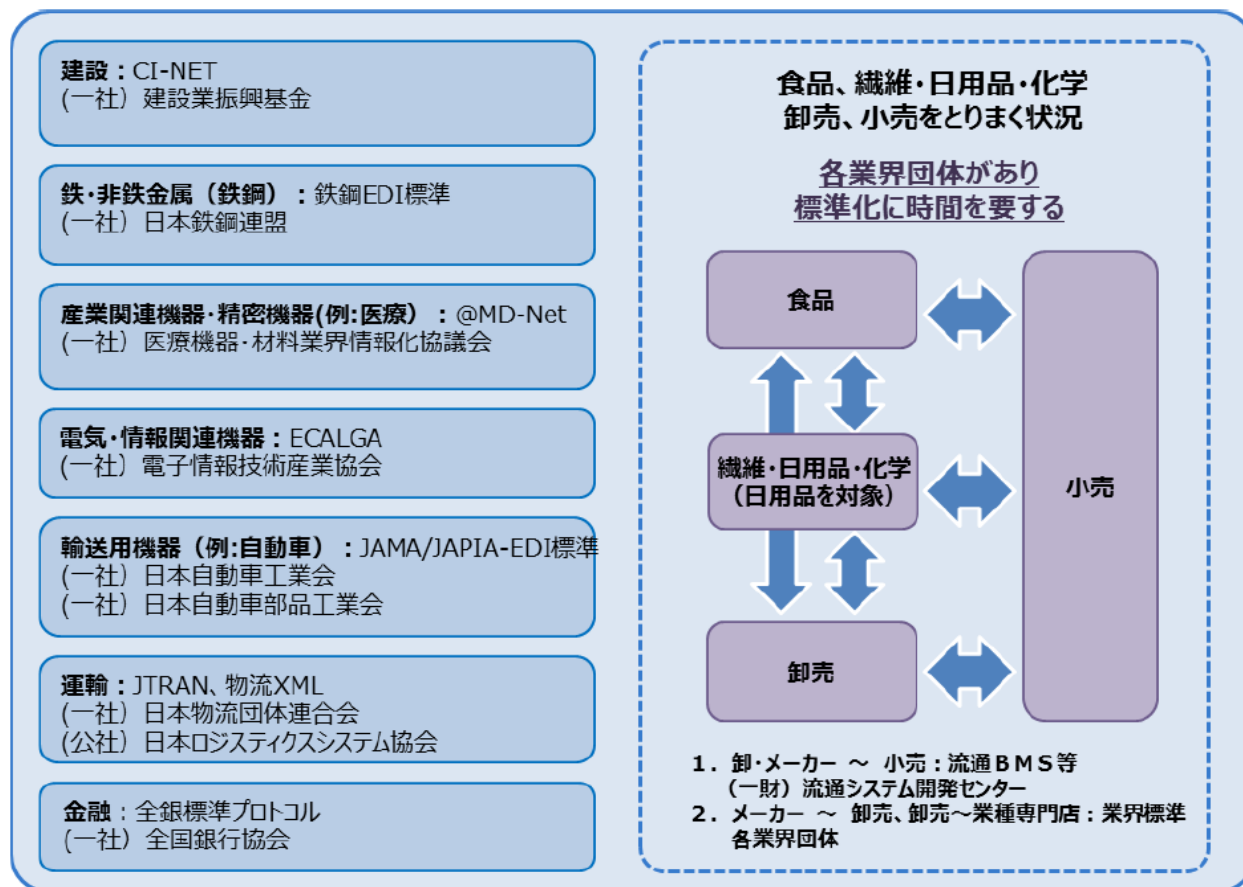 建設：CI-NET
(一社）建設業振興基金
鉄・非鉄金属（鉄鋼）：鉄鋼EDI標準
(一社）日本鉄鋼連盟
産業関連機器・精密機器(例:医療）：@MD-Net
(一社）医療機器・材料業界情報化協議会
電気・情報関連機器：ECALGA
(一社）電子情報技術産業協会
輸送用機器（例:自動車）：JAMA/JAPIA-EDI標準
(一社）日本自動車工業会
(一社）日本自動車部品工業会
運輸：JTRAN、物流XML
(一社）日本物流団体連合会
(公社）日本ロジスティクスシステム協会
金融：全銀標準プロトコル
(一社）全国銀行協会
食品、繊維・日用品・化学
卸売、小売をとりまく状況
各業界団体があり
標準化に時間を要する
食品
繊維・日用品・化学
（日用品を対象）
小売
卸売
1．卸・メーカー ～ 小売：流通ＢＭＳ等
（一財）流通システム開発センター
2．メーカー ～ 卸売、卸売～業種専門店：業界標準
各業界団体